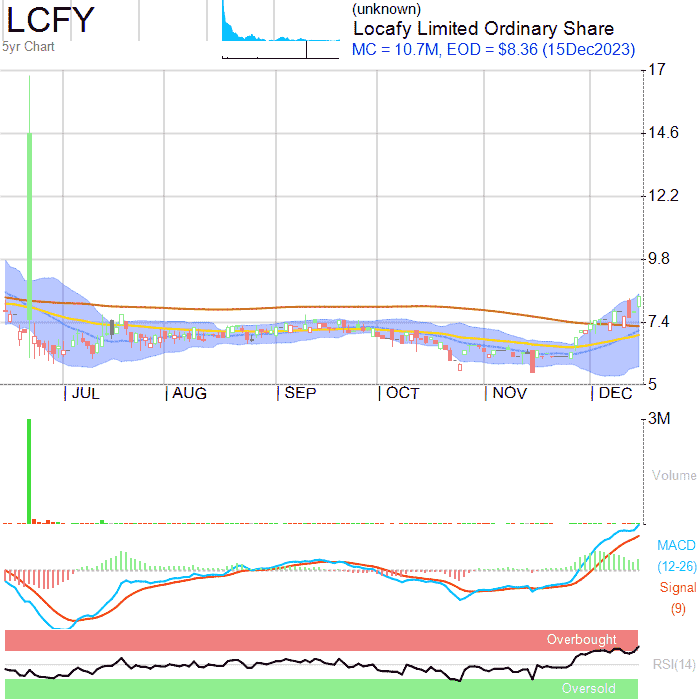 LCFY
5yr Chart
(unknown)
Locafy Limited Ordinary Share
MC = 10.7M, EOD = $8.36 (15Dec2023)
17
14.6
12.2
9.8
7.4
5
JUL AUG SEP OCT NOV DEC
3M
Volume
MACD
(12-26)
Signal
(9)
Overbought
RSI(14)
Oversold